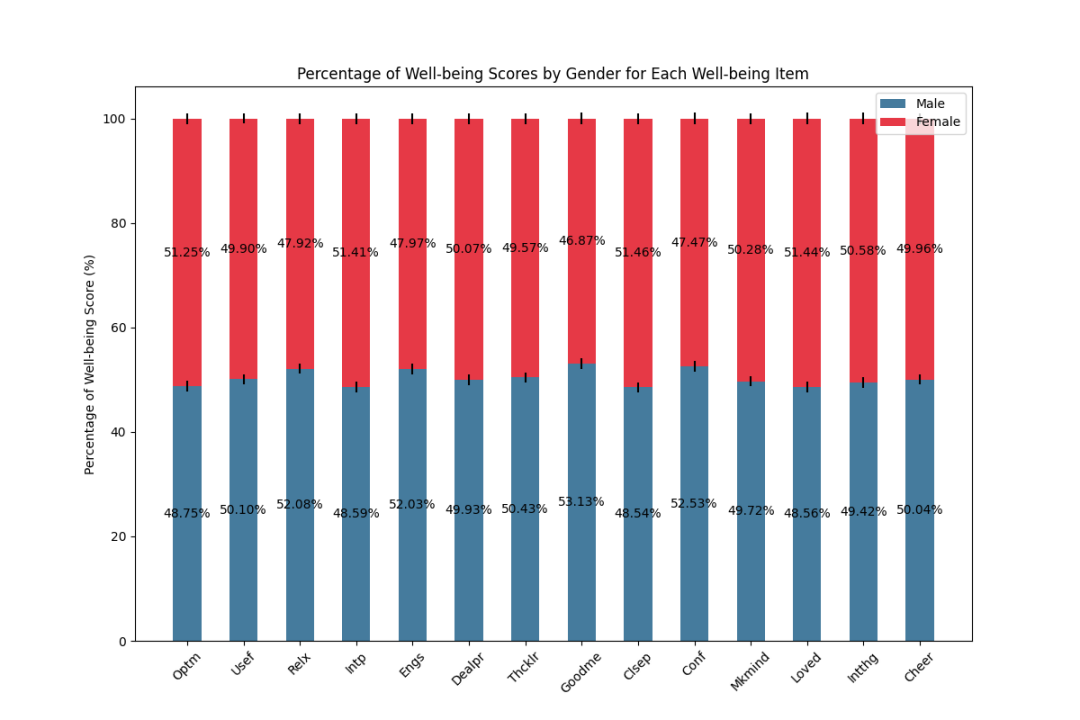 Percentage of Well-being Scores by Gender for Each Well-being Item
Male
Female
Percentage of Well-being Score (%)
100
80
60
40
20
0
51.25% 49.90% 47.92% 51.41% 47.97% 50.07% 49.57% 46.87% 51.46% 47.47% 50.28% 51.44% 50.58% 49.96%
48.75% 50.10% 52.08% 48.59% 52.03% 49.93% 50.43% 53.13% 48.54% 52.53% 49.72% 48.56% 49.42% 50.04%
Optm Usef Relx Intp Engs Dealpr Thcklr Goodme Clsep Conf Mkmind Loved Intthg Cheer